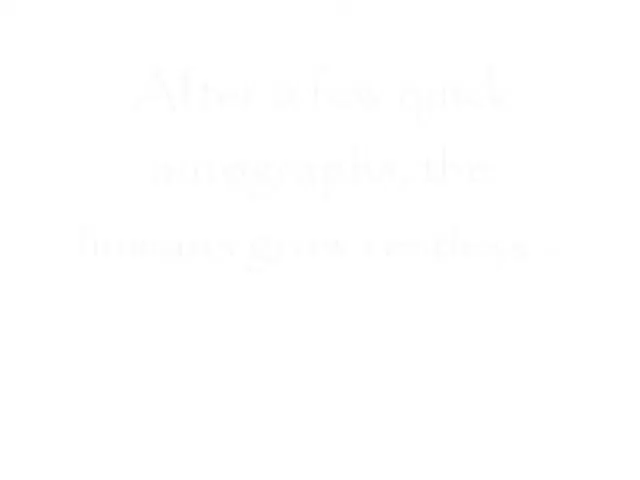 After a few quick
autographs, the
humans grow restless...